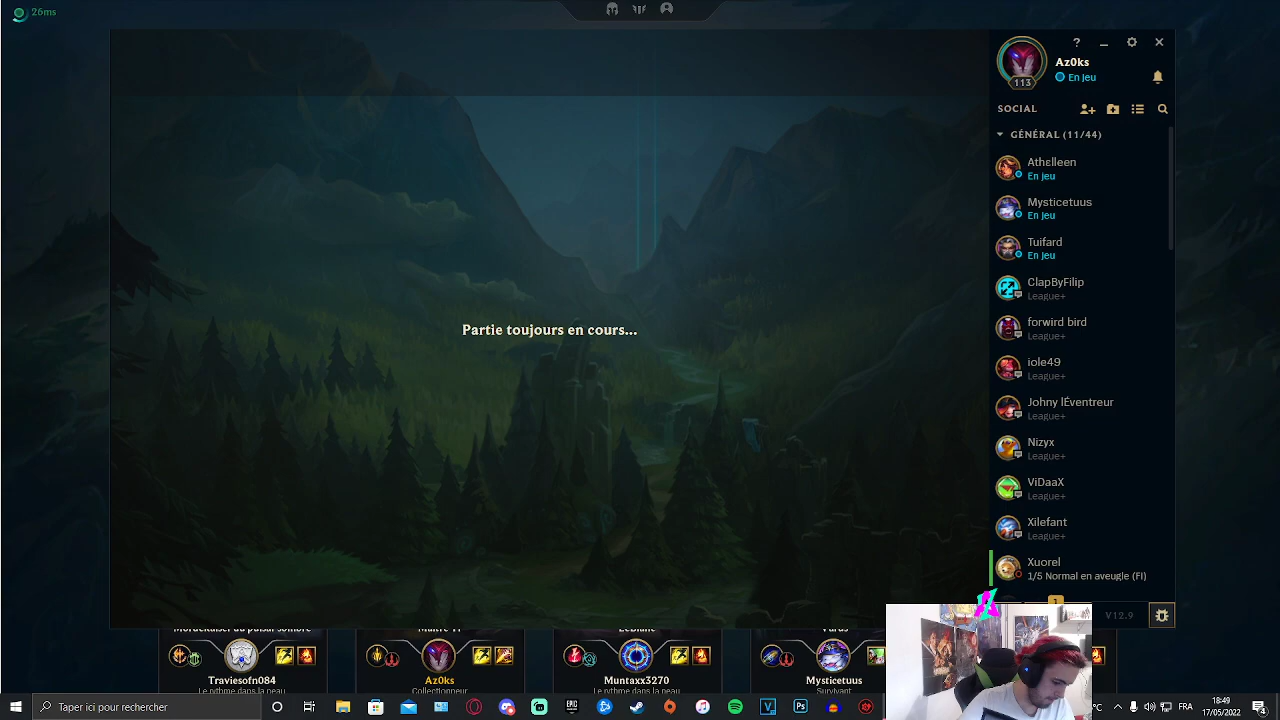 26ms
Az0ks
113
En jeu
SOCIAL
GÉNÉRAL (11/44)
Athelleen
En jeu
Mysticetuus
En jeu
Tuifard
En jeu
ClapByFilip
League+
forwird bird
League+
iole49
League+
Johny lÉventreur
League+
Nizyx
League+
ViDaaX
League+
Xilefant
League+
Xuorel
1/5 Normal en aveugle (FI)
Partie toujours en cours...
V12.9
Traviesofn084
Le rythme dans la peau
Az0ks
Collectionneur
Muntaxx3270
Le rythme dans la peau
Mysticetuus
Suivant
ici pour rechercher
FRA
18:49
17/05/2022